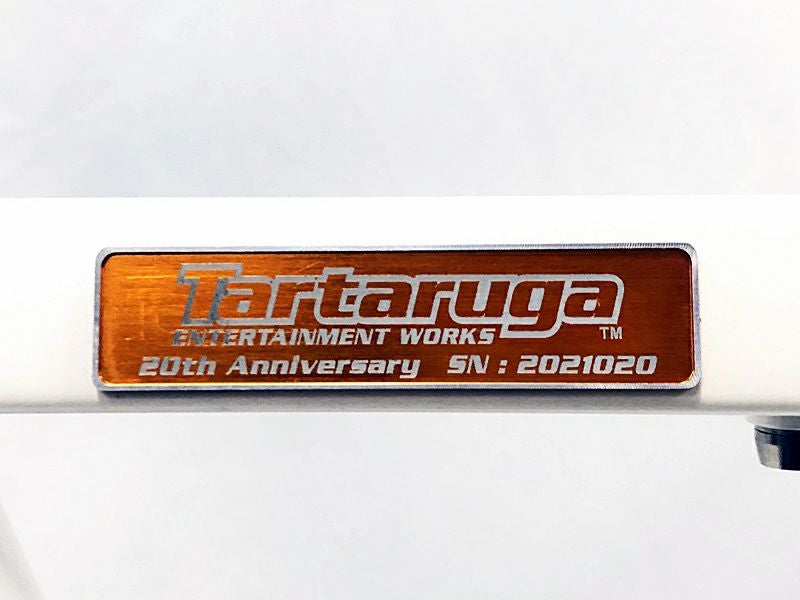 Tartaruga
ENTERTAINMENT WORKS ™
20th Anniversary SN : 2021020